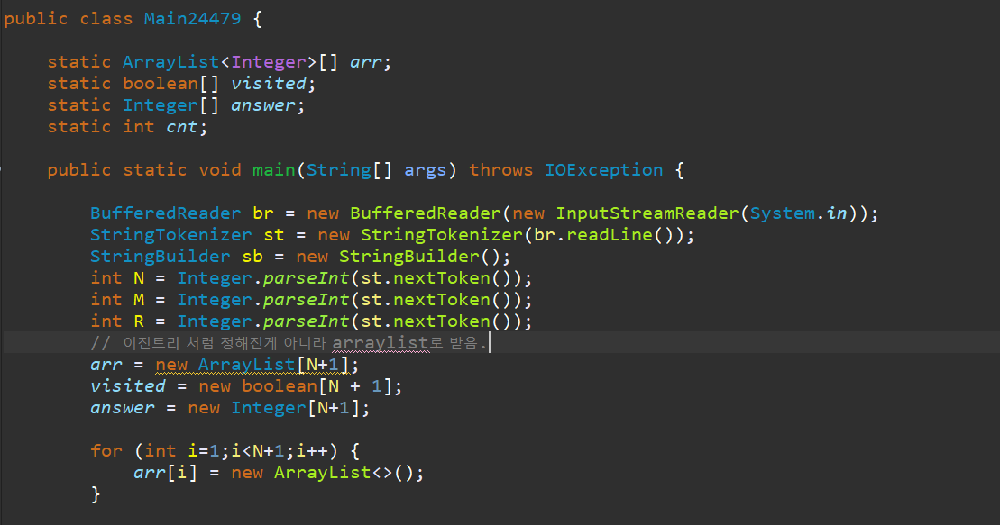 public class Main24479 {
static ArrayList<Integer>[] arr;
static boolean[] visited;
static Integer[] answer;
static int cnt;
public static void main(String[] args) throws IOException {
BufferedReader br = new BufferedReader(new InputStreamReader(System.in));
StringTokenizer st = new StringTokenizer(br.readLine());
StringBuilder sb = new StringBuilder();
int N = Integer.parseInt(st.nextToken());
int M = Integer.parseInt(st.nextToken());
int R = Integer.parseInt(st.nextToken());
// 이진트리 처럼 정해진게 아니라 arraylist로 받음.
arr = new ArrayList[N+1];
visited = new boolean[N + 1];
answer = new Integer[N+1];
for (int i=1;i<N+1;i++) {
arr[i] = new ArrayList<>();
}